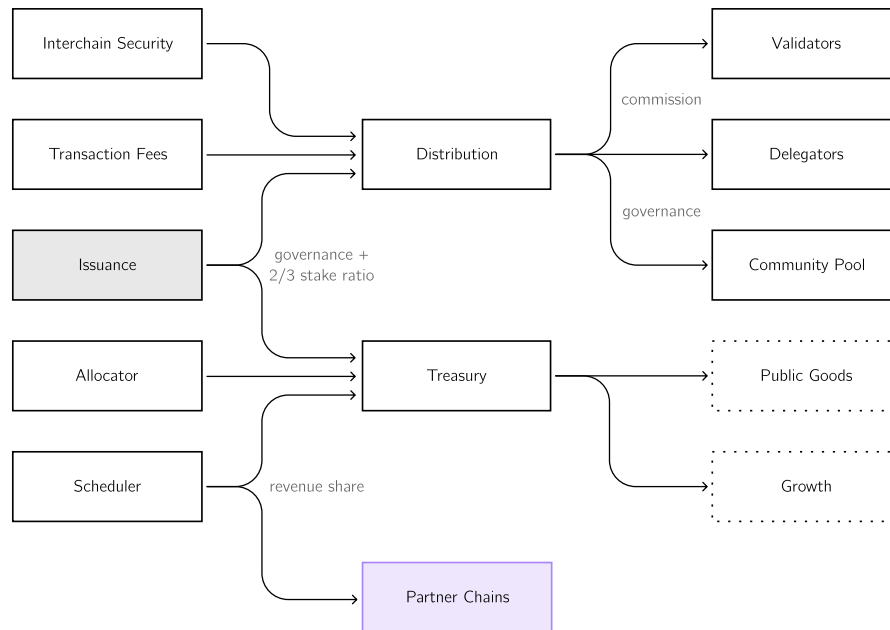 Interchain Security
Validators
commission
Transaction Fees
Distribution
Delegators
governance
Issuance
governance +
2/3 stake ratio
Community Pool
Allocator
Treasury
Public Goods
Scheduler
revenue share
Growth
Partner Chains